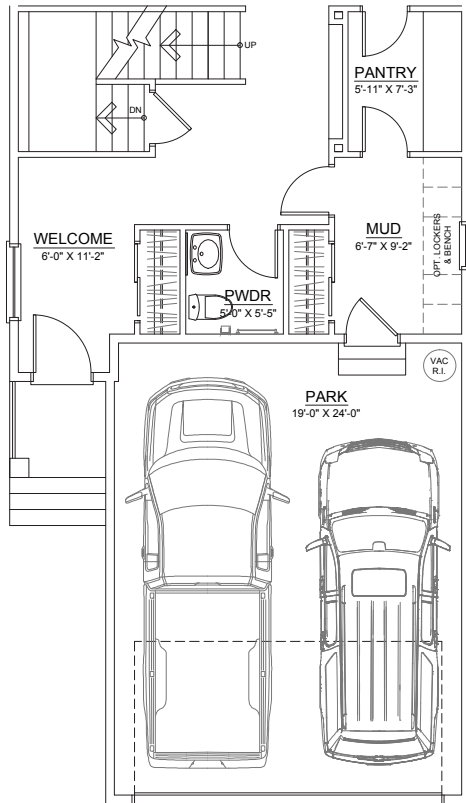 UP
PANTRY
5'-11" X 7'-3"
DN
WELCOME
6'-0" X 11'-2"
MUD
6'-7" X 9'-2"
OPT. LOCKERS
& BENCH
PWDR
5'-0" X 5'-5"
VAC
R.I.
PARK
19'-0" X 24'-0"